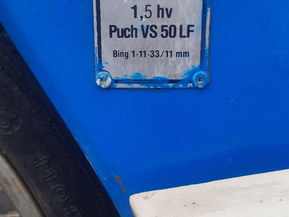 1,5 hv
Puch VS 50 LF
Bing 1-11-33/11 mm